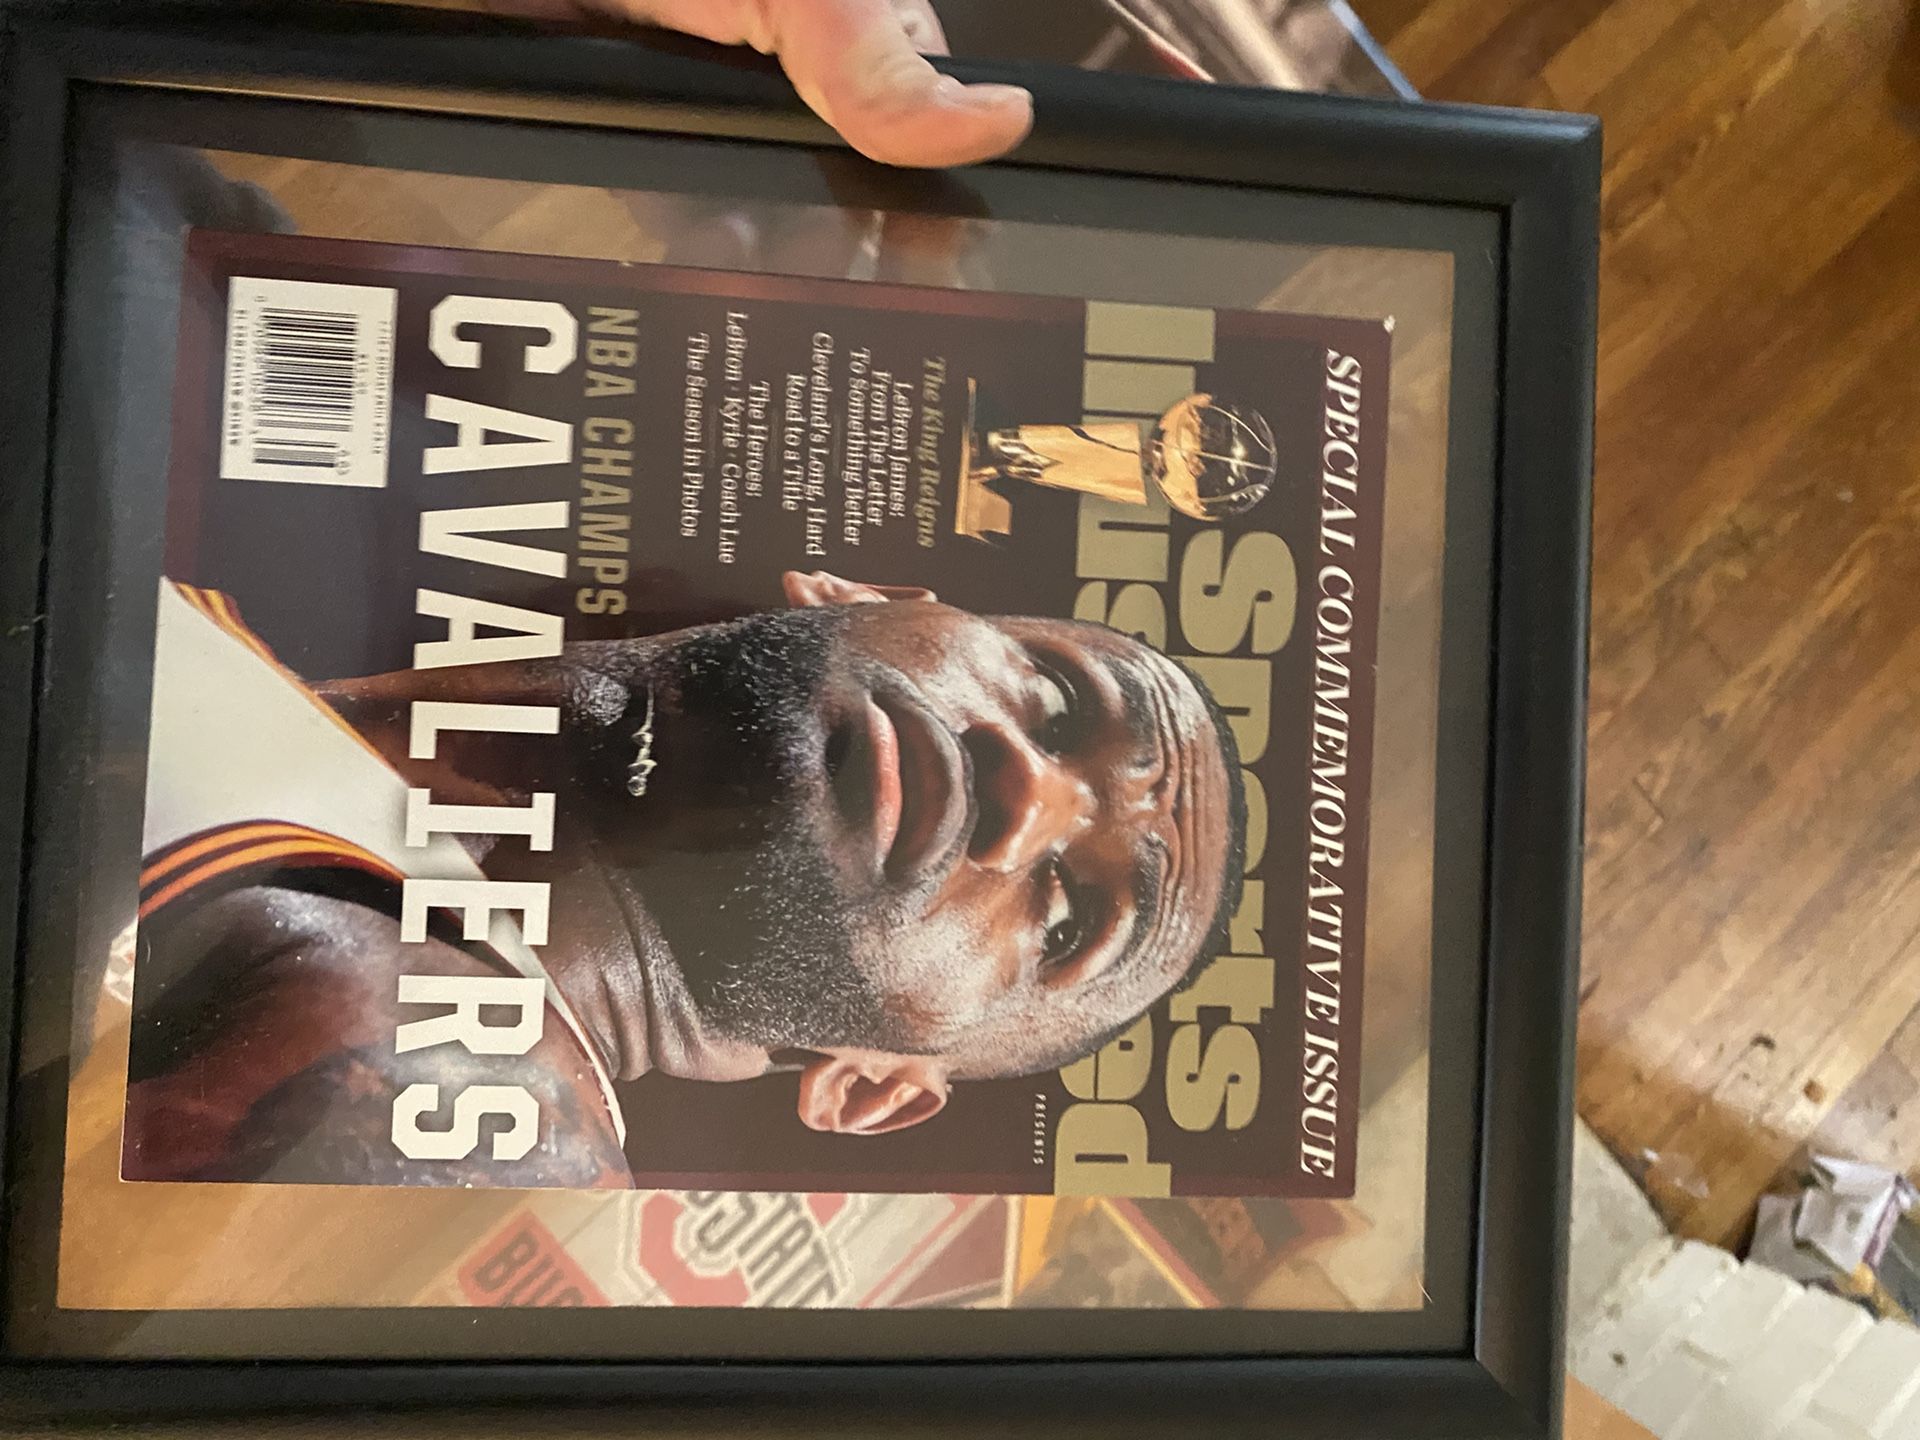 SPECIAL COMMEMORATIVE ISSUE
Sports
Illustrated
PRESENTS
The King Reigns
LeBron James:
From The Letter
To Something Better
Cleveland's Long, Hard
Road to a Title
The Heroes:
LeBron · Kyrie · Coach Lue
The Season in Photos
NBA CHAMPS
CAVALIERS
STATE